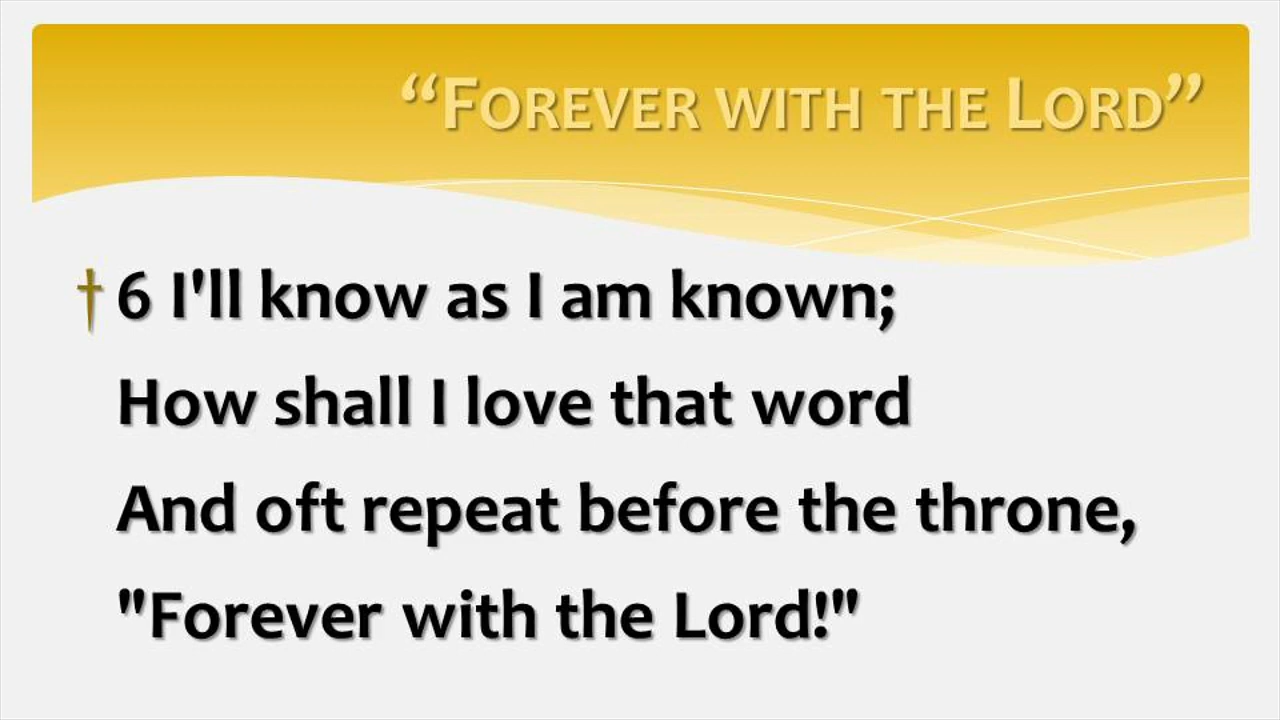 “FOREVER WITH THE LORD”
† 6 I'll know as I am known;
How shall I love that word
And oft repeat before the throne,
"Forever with the Lord!"